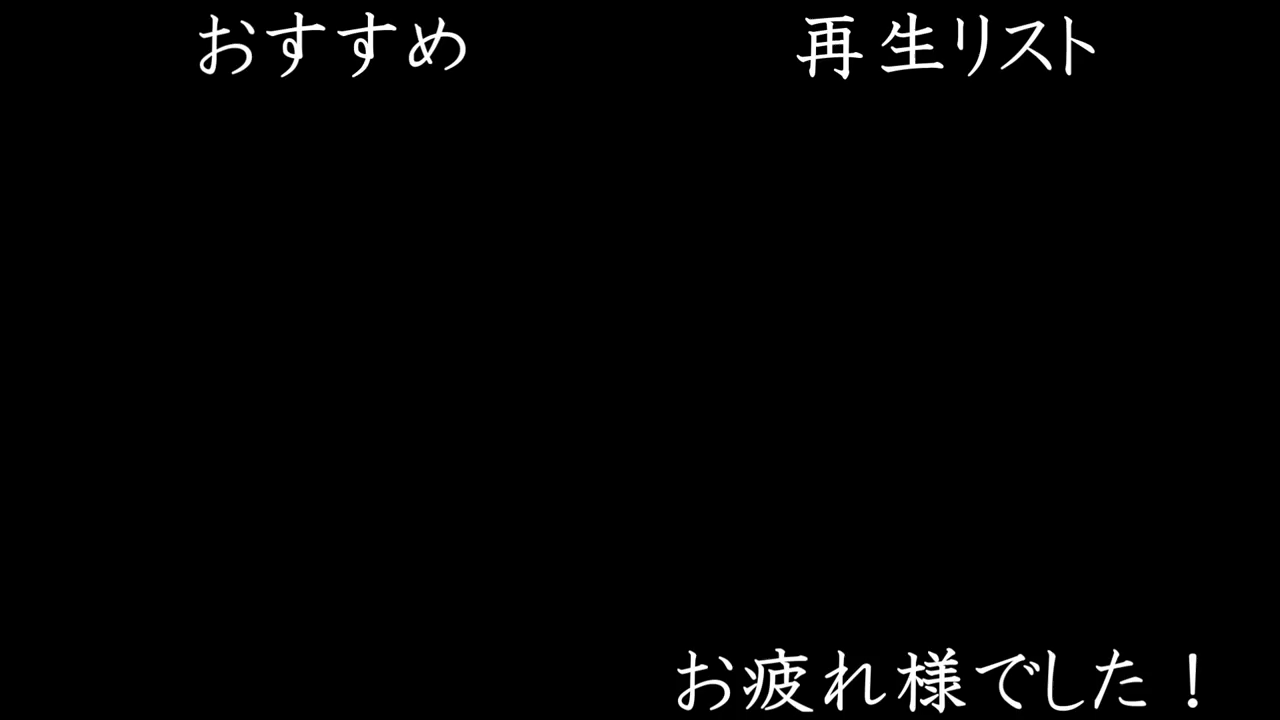 おすすめ
再生リスト
お疲れ様でした！